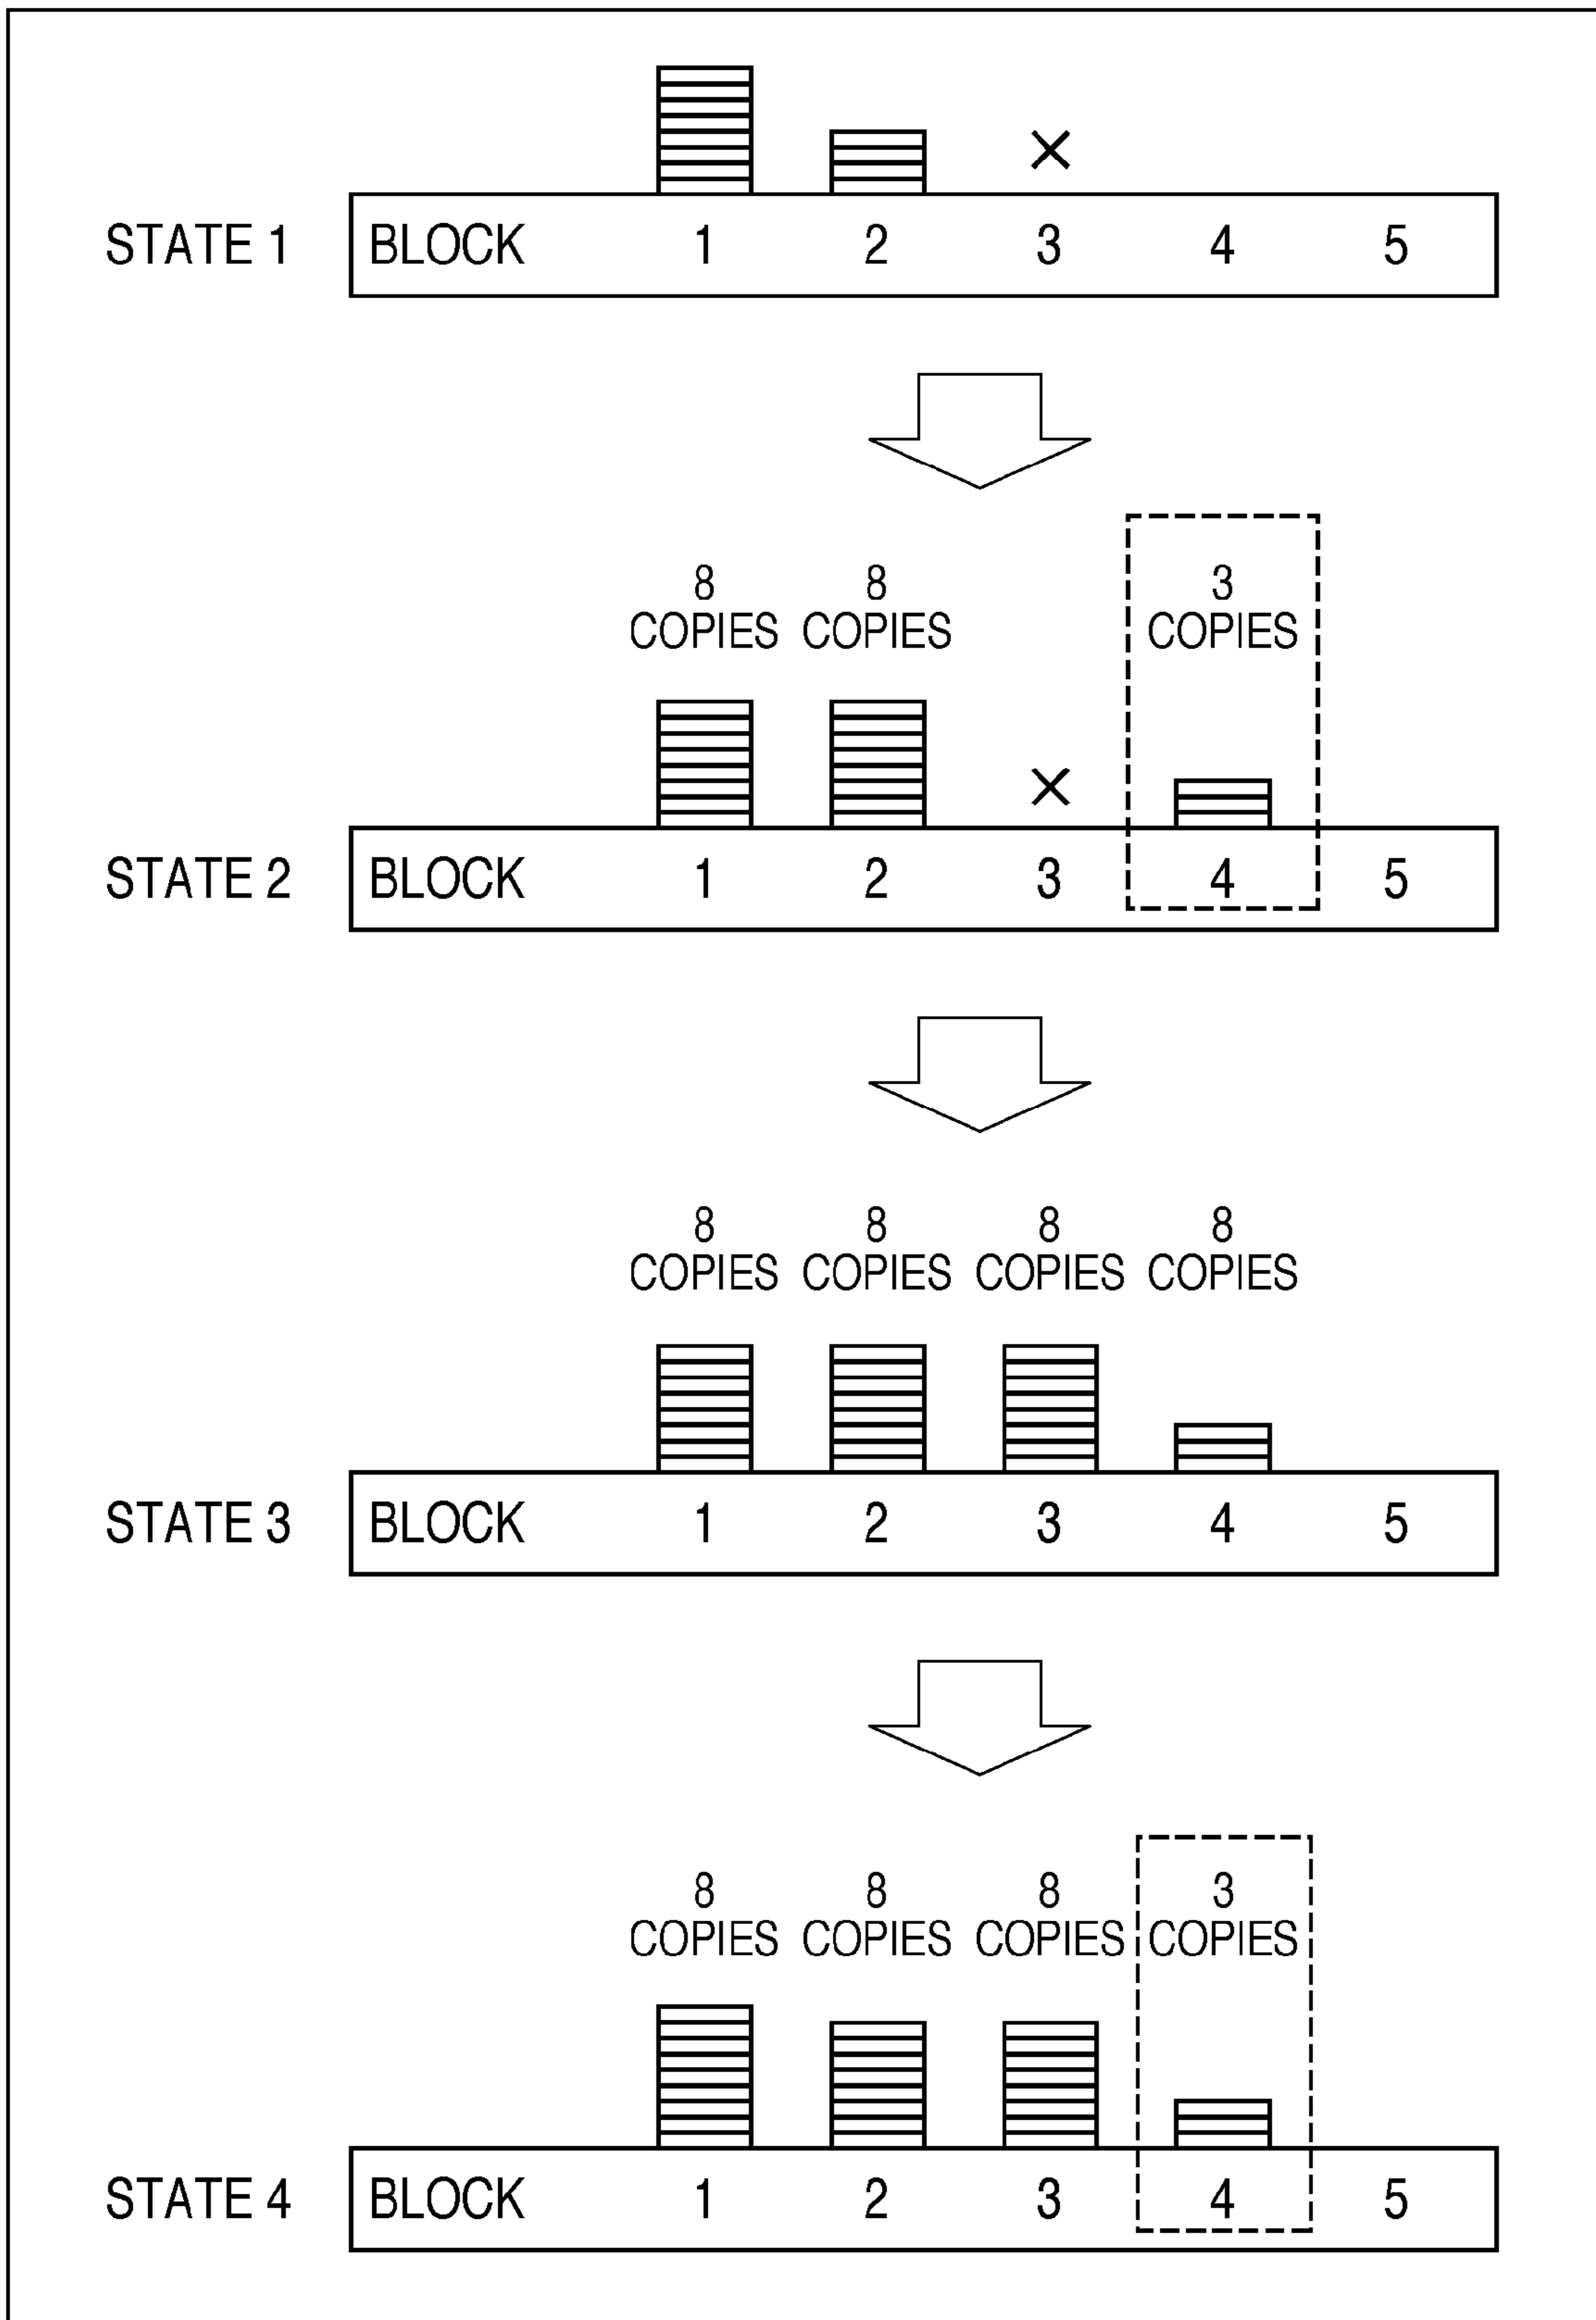 STATE 1 BLOCK 1 2 3 4 5
8 8 3
COPIES COPIES COPIES
STATE 2 BLOCK 1 2 3 4 5
8 8 8 8
COPIES COPIES COPIES COPIES
STATE 3 BLOCK 1 2 3 4 5
8 8 8 3
COPIES COPIES COPIES COPIES
STATE 4 BLOCK 1 2 3 4 5